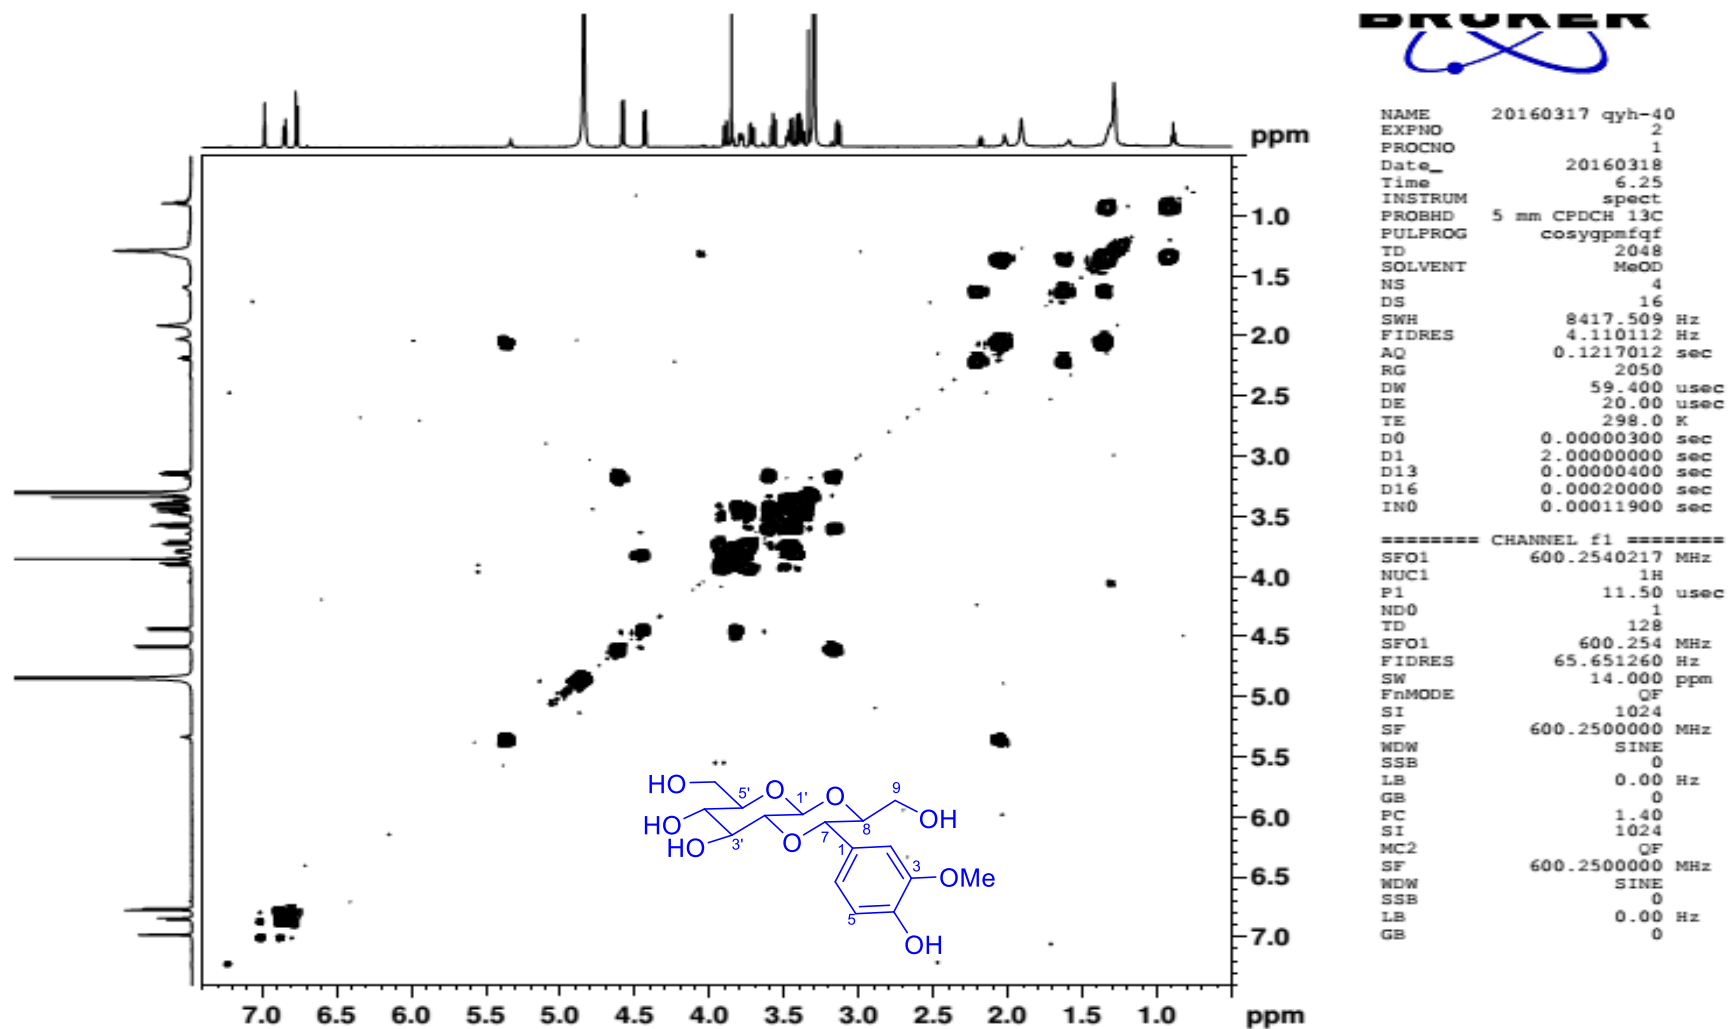 BRUKER
ppm
NAME 20160317 qyh-40
EXPNO 2
PROCNO 1
Date_ 20160318
Time 6.25
INSTRUM spect
PROBHD 5 mm CPDCH 13C
PULPROG cosygpmfqf
TD 2048
SOLVENT MeOD
NS 4
DS 16
SWH 8417.509 Hz
FIDRES 4.110112 Hz
AQ 0.1217012 sec
RG 2050
DW 59.400 usec
DE 20.00 usec
TE 298.0 K
D0 0.00000300 sec
D1 2.00000000 sec
D13 0.00000400 sec
D16 0.00020000 sec
IN0 0.00011900 sec
======== CHANNEL f1 ========
SFO1 600.2540217 MHz
NUC1 1H
P1 11.50 usec
ND0 1
TD 128
SFO1 600.254 MHz
FIDRES 65.651260 Hz
SW 14.000 ppm
FnMODE QF
SI 1024
SF 600.2500000 MHz
WDW SINE
SSB 0
LB 0.00 Hz
GB 0
PC 1.40
SI 1024
MC2 QF
SF 600.2500000 MHz
WDW SINE
SSB 0
LB 0.00 Hz
GB 0
1.0
1.5
2.0
2.5
3.0
3.5
4.0
4.5
5.0
5.5
6.0
6.5
7.0
HO 5' O 1' O 9 OH
HO HO 3' O 7 8
1 3 OMe
5 OH
7.0 6.5 6.0 5.5 5.0 4.5 4.0 3.5 3.0 2.5 2.0 1.5 1.0 ppm